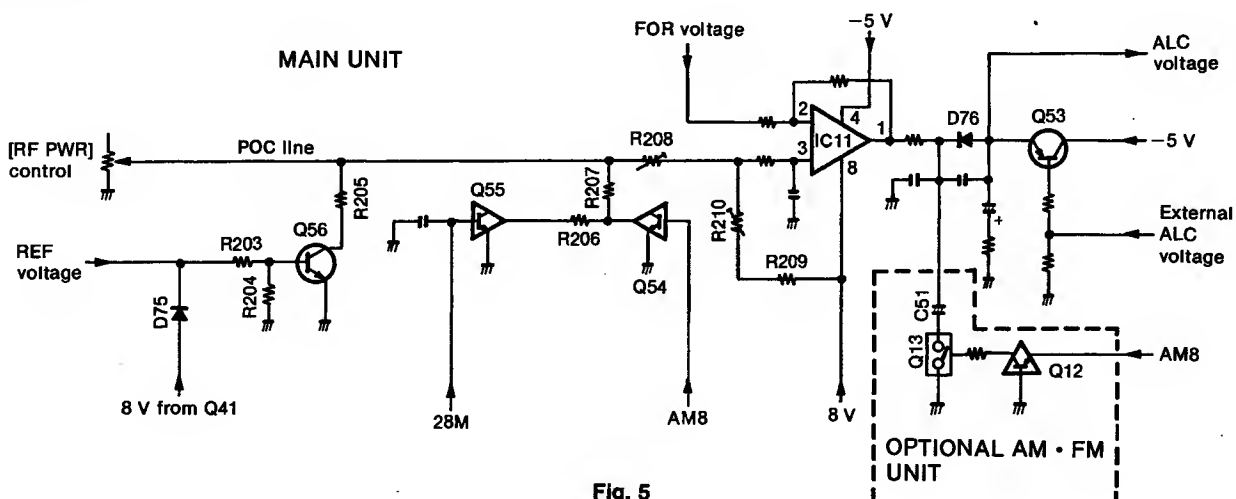 MAIN UNIT
FOR voltage
−5 V
ALC
voltage
[RF PWR]
control
POC line
R208
2
4
1
IC11
3
8
D76
Q53
−5 V
R205
Q55
R207
R210
External
ALC
voltage
REF
voltage
R203
Q56
R206
R204
Q54
R209
D75
C51
Q13
Q12
AM8
8 V from Q41
28M
AM8
8 V
+
OPTIONAL AM • FM
UNIT
Fig. 5